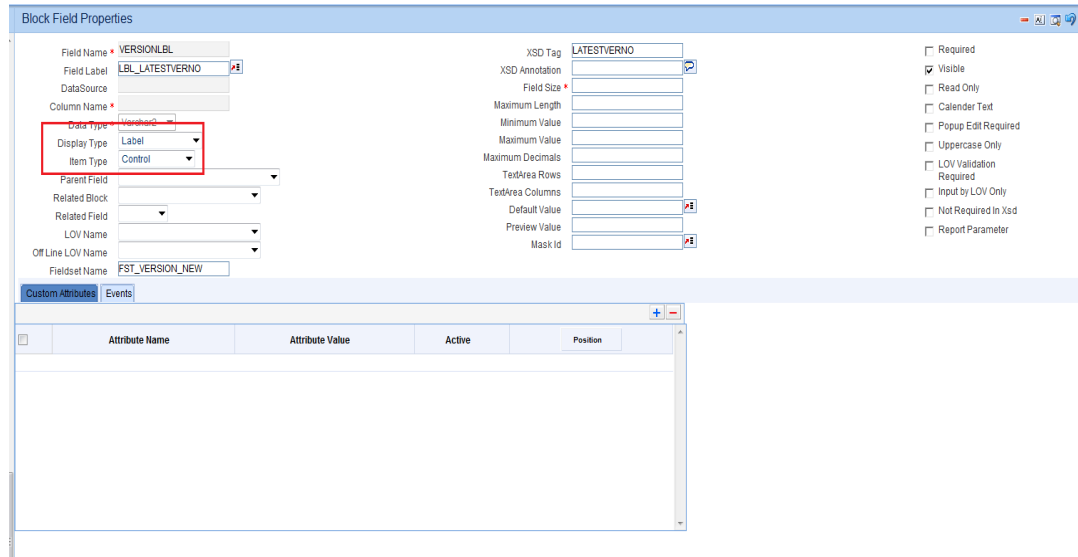 Block Field Properties
Field Name * VERSIONLBL
Field Label LBL_LATESTVERNO
DataSource
Column Name *
Data Type * Varchar2
Display Type Label
Item Type Control
Parent Field
Related Block
Related Field
LOV Name
Off Line LOV Name
Fieldset Name FST_VERSION_NEW
XSD Tag LATESTVERNO
XSD Annotation
Field Size *
Maximum Length
Minimum Value
Maximum Value
Maximum Decimals
TextArea Rows
TextArea Columns
Default Value
Preview Value
Mask Id
Required
Visible
Read Only
Calender Text
Popup Edit Required
Uppercase Only
LOV Validation
Required
Input by LOV Only
Not Required In Xsd
Report Parameter
Custom Attributes Events
Attribute Name Attribute Value Active Position